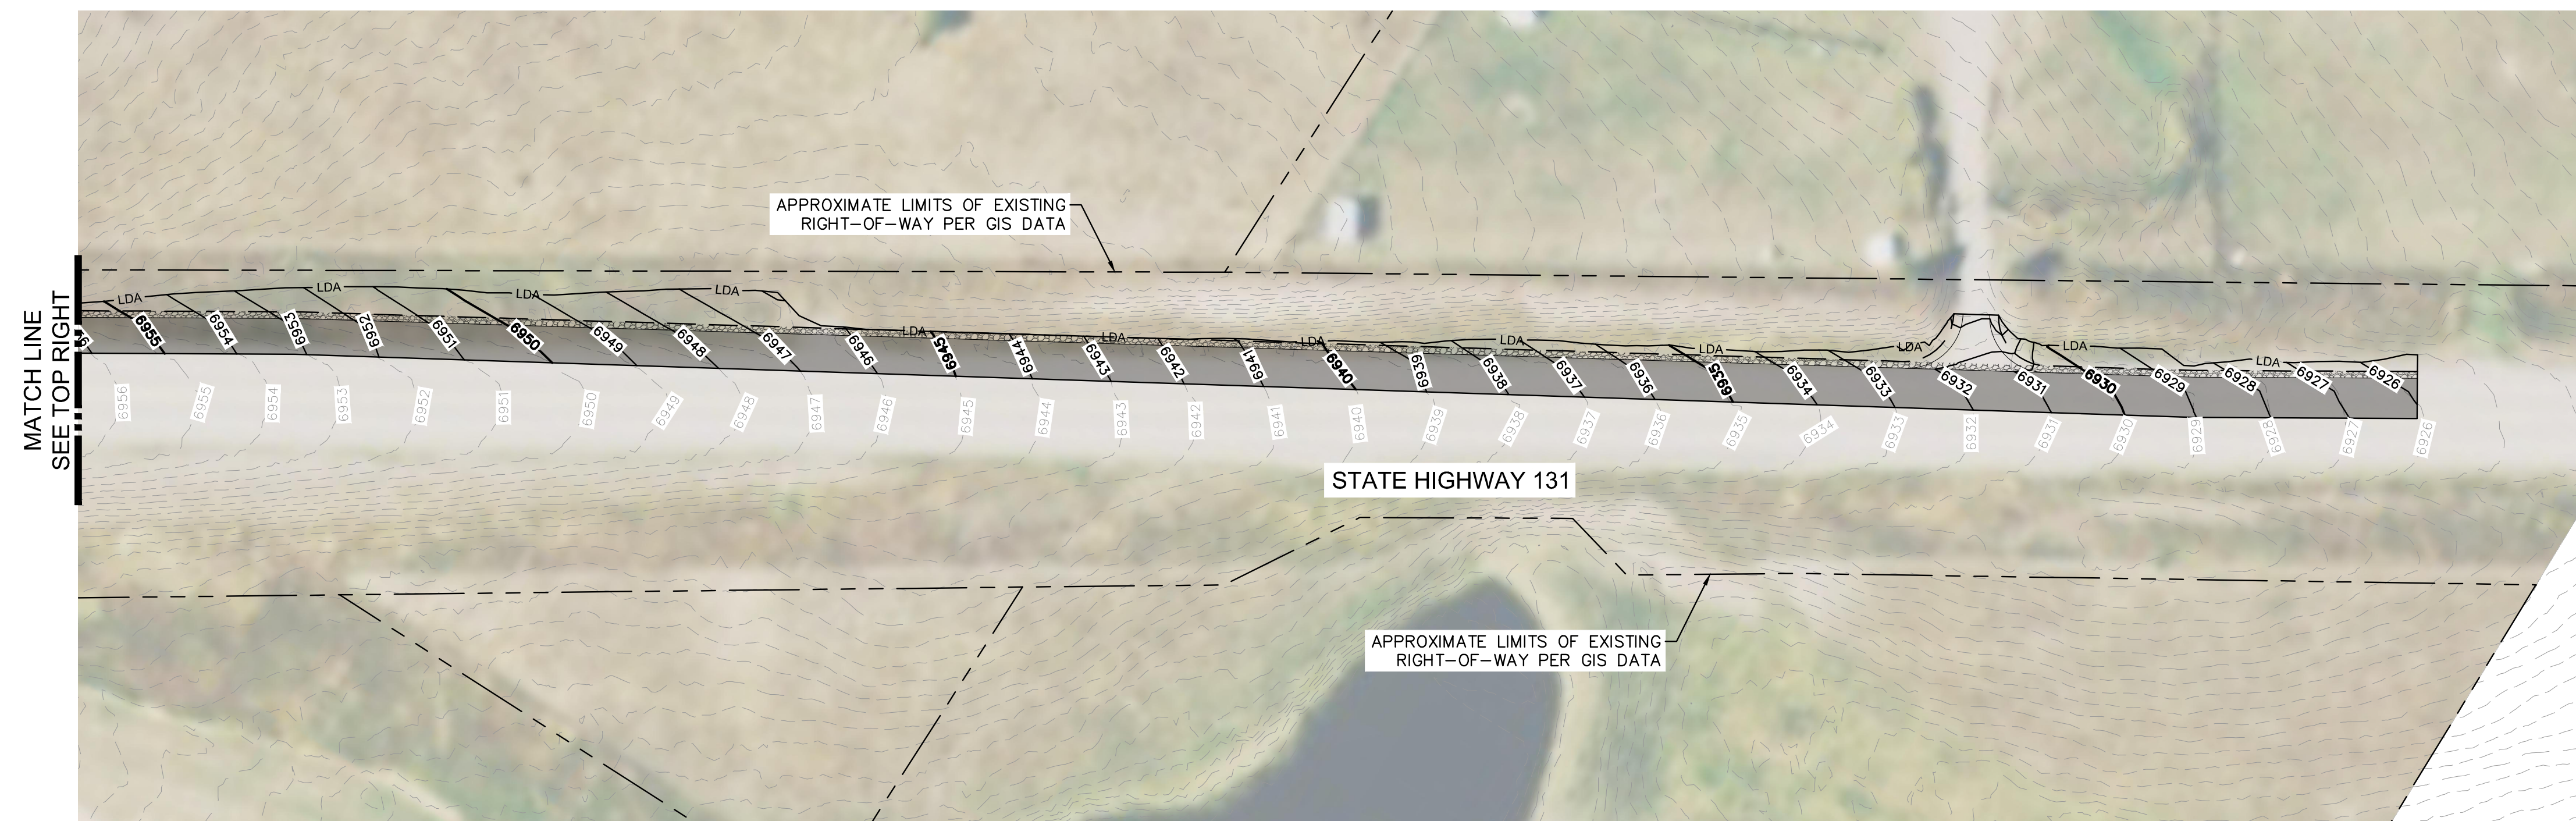 APPROXIMATE LIMITS OF EXISTING
RIGHT-OF-WAY PER GIS DATA
MATCH LINE
SEE TOP RIGHT
LDA LDA LDA LDA LDA LDA LDA LDA LDA LDA LDA LDA
6955 6954 6953 6952 6951 6950 6949 6948 6947 6946 6945 6944 6943 6942 6941 6940 6939 6938 6937 6936 6935 6934 6933 6932 6931 6930 6929 6928 6927 6926
6956 6955 6954 6953 6952 6951 6950 6949 6948 6947 6946 6945 6944 6943 6942 6941 6940 6939 6938 6937 6936 6935 6934 6933 6932 6931 6930 6929 6928 6927 6926
STATE HIGHWAY 131
APPROXIMATE LIMITS OF EXISTING
RIGHT-OF-WAY PER GIS DATA